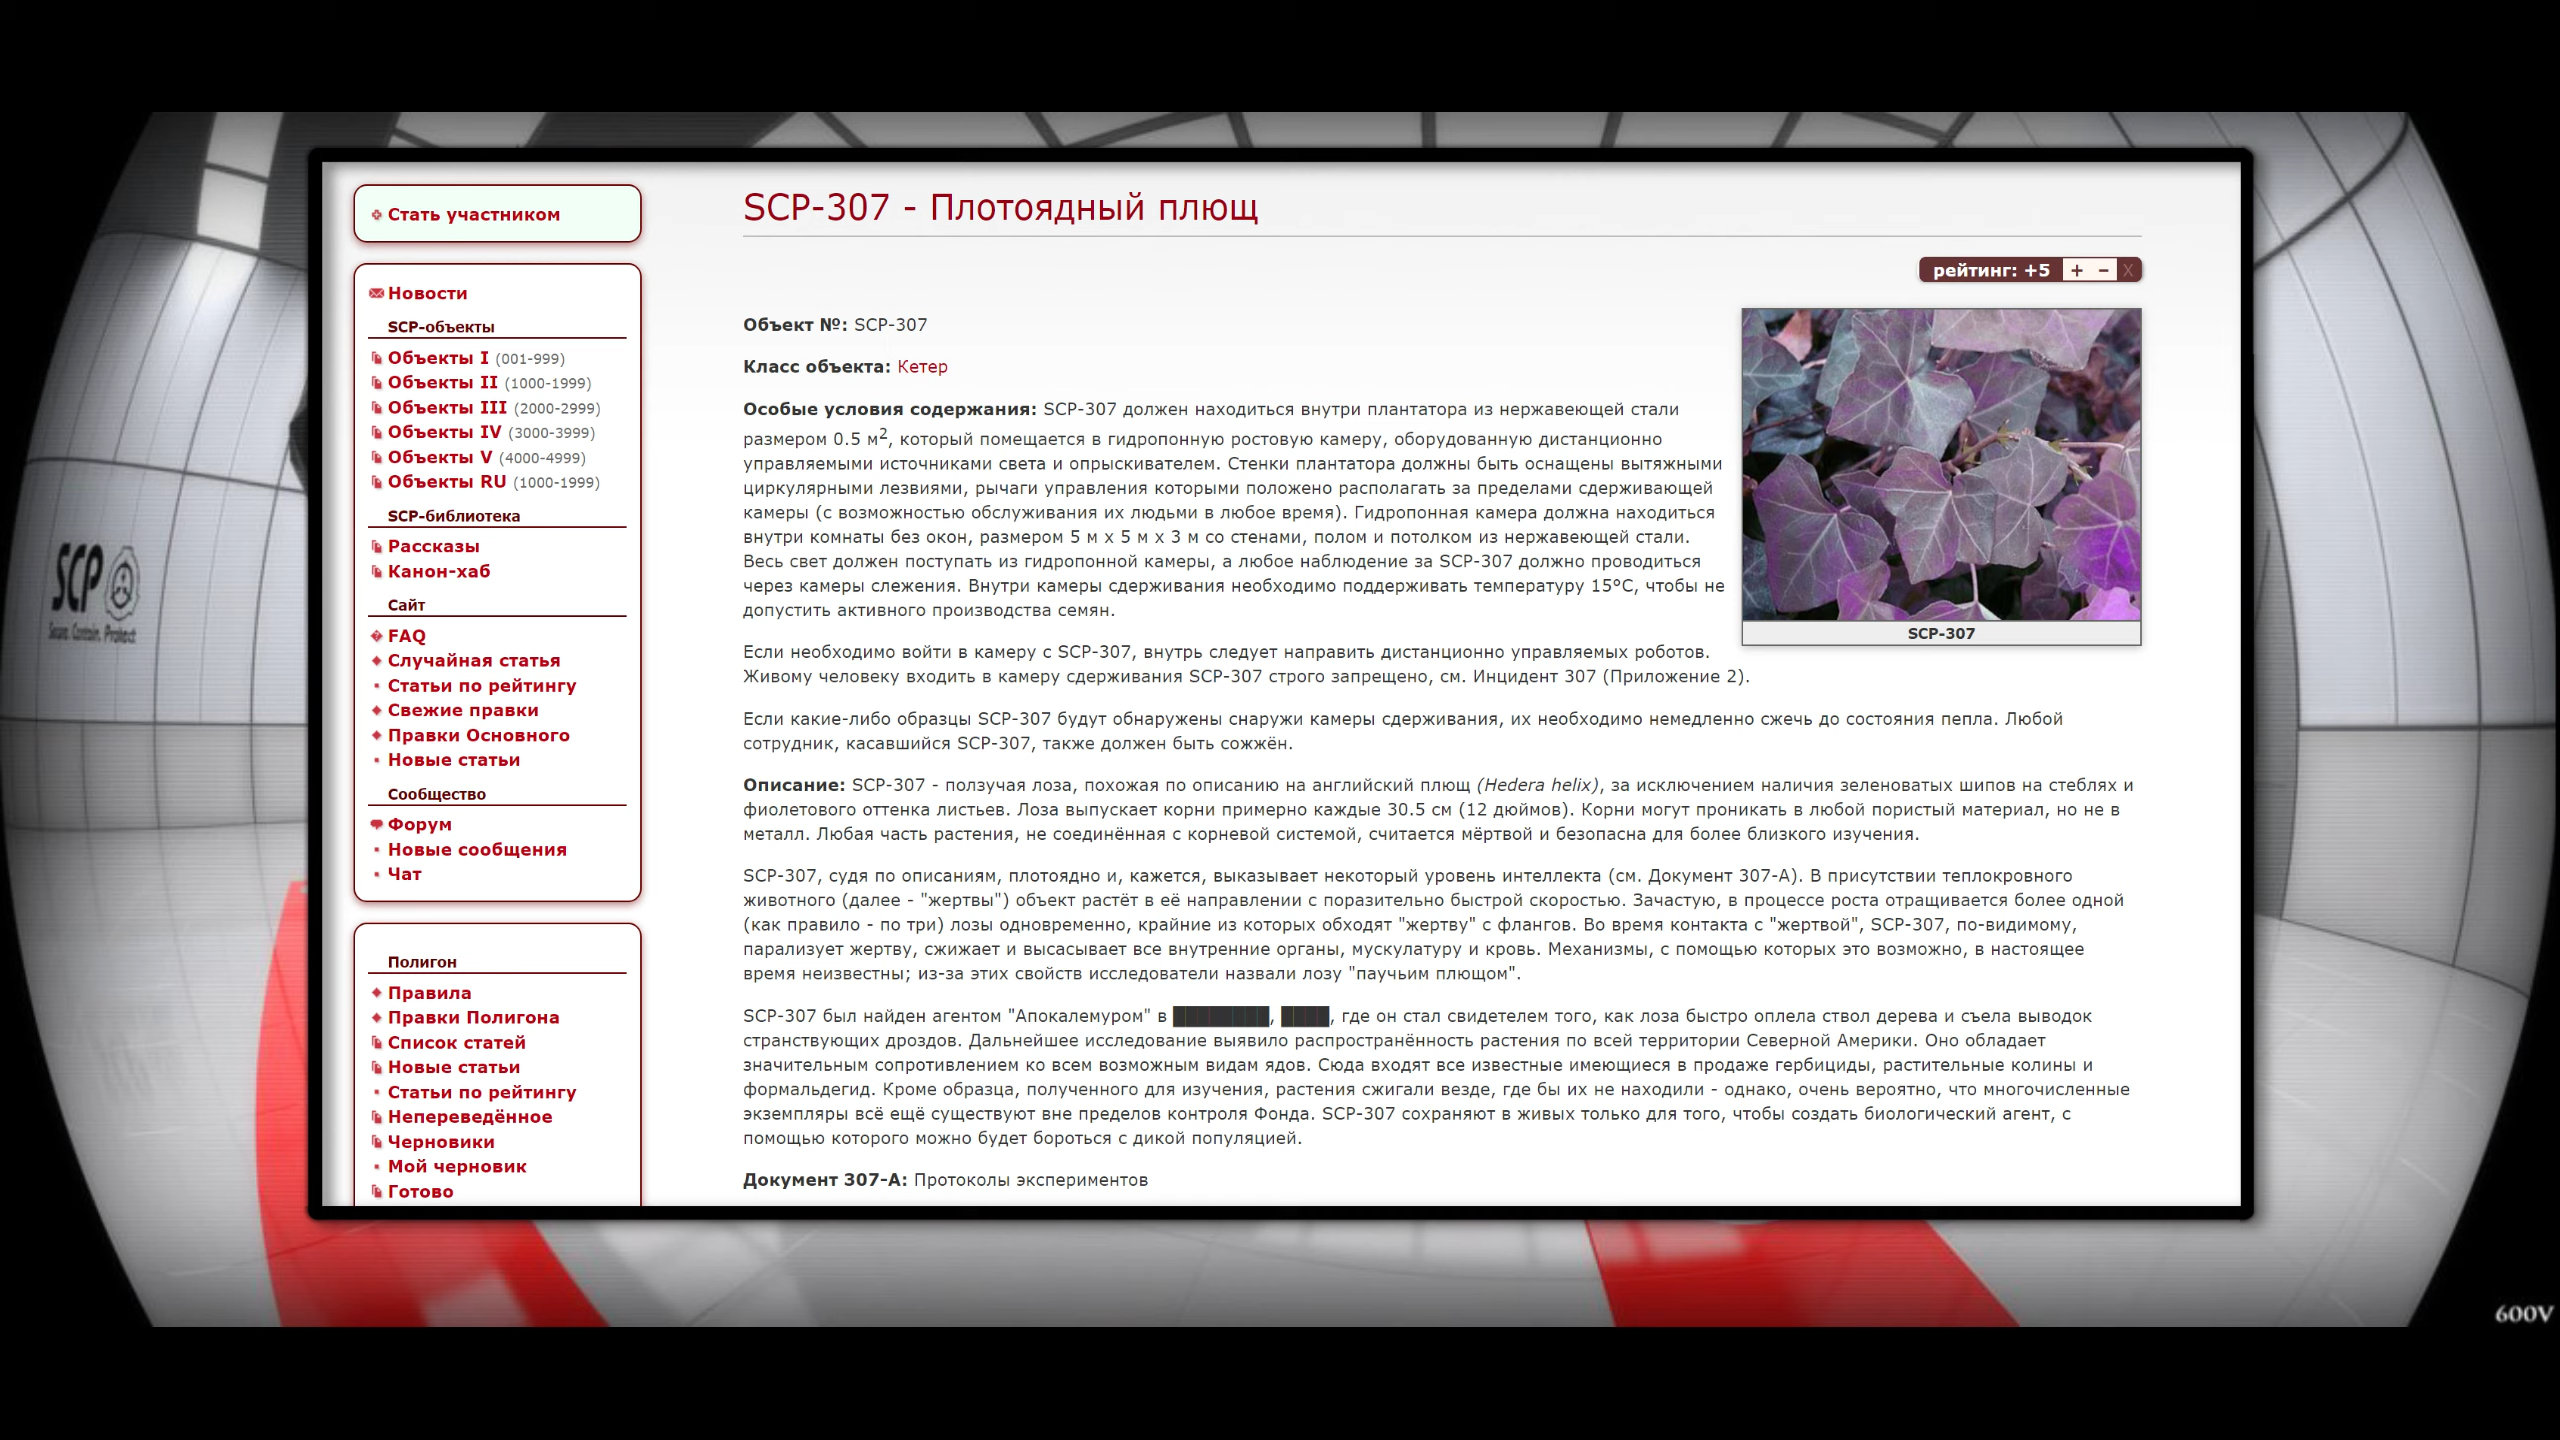 Стать участником
Новости
SCP-объекты
Объекты I (001-999)
Объекты II (1000-1999)
Объекты III (2000-2999)
Объекты IV (3000-3999)
Объекты V (4000-4999)
Объекты RU (1000-1999)
SCP-библиотека
Рассказы
Канон-хаб
Сайт
FAQ
Случайная статья
Статьи по рейтингу
Свежие правки
Правки Основного
Новые статьи
Сообщество
Форум
Новые сообщения
Чат
Полигон
Правила
Правки Полигона
Список статей
Новые статьи
Статьи по рейтингу
Непереведённое
Черновики
Мой черновик
Готово
SCP-307 - Плотоядный плющ
рейтинг: +5 + − X
Объект №: SCP-307
Класс объекта: Кетер
Особые условия содержания: SCP-307 должен находиться внутри плантатора из нержавеющей стали
размером 0.5 м², который помещается в гидропонную ростовую камеру, оборудованную дистанционно
управляемыми источниками света и опрыскивателем. Стенки плантатора должны быть оснащены вытяжными
циркулярными лезвиями, рычаги управления которыми положено располагать за пределами сдерживающей
камеры (с возможностью обслуживания их людьми в любое время). Гидропонная камера должна находиться
внутри комнаты без окон, размером 5 м x 5 м x 3 м со стенами, полом и потолком из нержавеющей стали.
Весь свет должен поступать из гидропонной камеры, а любое наблюдение за SCP-307 должно проводиться
через камеры слежения. Внутри камеры сдерживания необходимо поддерживать температуру 15°C, чтобы не
допустить активного производства семян.
SCP-307
Если необходимо войти в камеру с SCP-307, внутрь следует направить дистанционно управляемых роботов.
Живому человеку входить в камеру сдерживания SCP-307 строго запрещено, см. Инцидент 307 (Приложение 2).
Если какие-либо образцы SCP-307 будут обнаружены снаружи камеры сдерживания, их необходимо немедленно сжечь до состояния пепла. Любой
сотрудник, касавшийся SCP-307, также должен быть сожжён.
Описание: SCP-307 - ползучая лоза, похожая по описанию на английский плющ (Hedera helix), за исключением наличия зеленоватых шипов на стеблях и
фиолетового оттенка листьев. Лоза выпускает корни примерно каждые 30.5 см (12 дюймов). Корни могут проникать в любой пористый материал, но не в
металл. Любая часть растения, не соединённая с корневой системой, считается мёртвой и безопасна для более близкого изучения.
SCP-307, судя по описаниям, плотоядно и, кажется, выказывает некоторый уровень интеллекта (см. Документ 307-А). В присутствии теплокровного
животного (далее - "жертвы") объект растёт в её направлении с поразительно быстрой скоростью. Зачастую, в процессе роста отращивается более одной
(как правило - по три) лозы одновременно, крайние из которых обходят "жертву" с флангов. Во время контакта с "жертвой", SCP-307, по-видимому,
парализует жертву, сжижает и высасывает все внутренние органы, мускулатуру и кровь. Механизмы, с помощью которых это возможно, в настоящее
время неизвестны; из-за этих свойств исследователи назвали лозу "паучьим плющом".
SCP-307 был найден агентом "Апокалемуром" в ████████, ████, где он стал свидетелем того, как лоза быстро оплела ствол дерева и съела выводок
странствующих дроздов. Дальнейшее исследование выявило распространённость растения по всей территории Северной Америки. Оно обладает
значительным сопротивлением ко всем возможным видам ядов. Сюда входят все известные имеющиеся в продаже гербициды, растительные колины и
формальдегид. Кроме образца, полученного для изучения, растения сжигали везде, где бы их не находили - однако, очень вероятно, что многочисленные
экземпляры всё ещё существуют вне пределов контроля Фонда. SCP-307 сохраняют в живых только для того, чтобы создать биологический агент, с
помощью которого можно будет бороться с дикой популяцией.
Документ 307-А: Протоколы экспериментов
SCP
Secure. Contain. Protect
600V